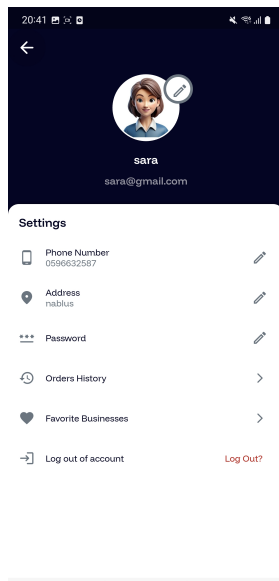 20:41
sara
sara@gmail.com
Settings
Phone Number
0596632587
Address
nablus
Password
Orders History
Favorite Businesses
Log out of account Log Out?